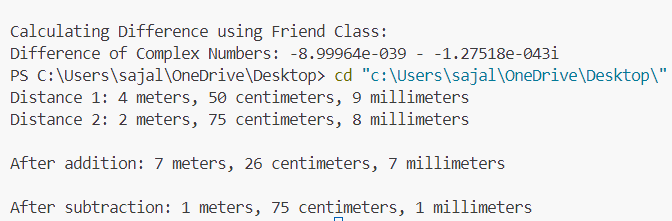 Calculating Difference using Friend Class:
Difference of Complex Numbers: -8.99964e-039 - -1.27518e-043i
PS C:\Users\sajal\OneDrive\Desktop> cd "c:\Users\sajal\OneDrive\Desktop\"
Distance 1: 4 meters, 50 centimeters, 9 millimeters
Distance 2: 2 meters, 75 centimeters, 8 millimeters
After addition: 7 meters, 26 centimeters, 7 millimeters
After subtraction: 1 meters, 75 centimeters, 1 millimeters